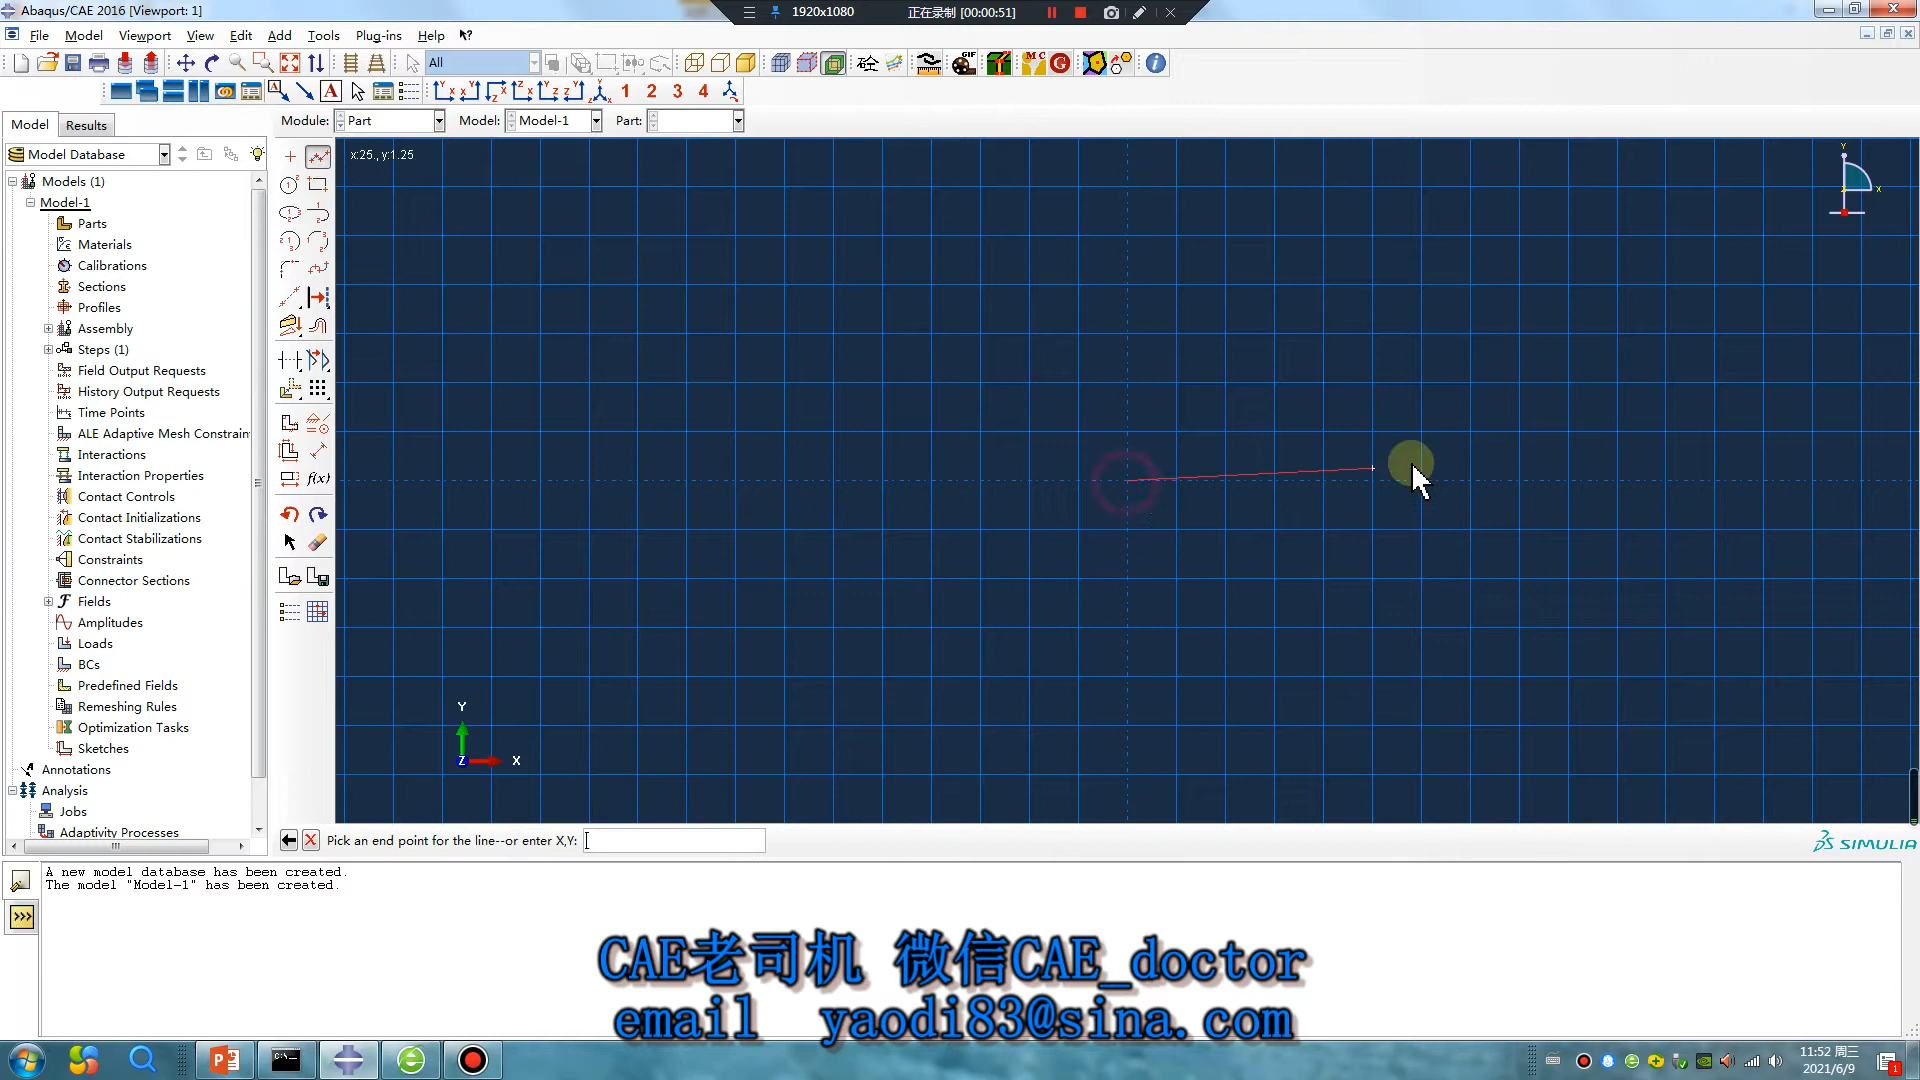 Abaqus/CAE 2016 [Viewport: 1]
1920x1080
正在录制 [00:00:51]
File Model Viewport View Edit Tools Plug-ins Help
All
砼 GIF M C G
A A 1 2 3 4
Model Results
Module: Part Model: Model-1 Part:
Model Database
x:25., y:1.25
Models (1)
Model-1
Parts
Materials
Calibrations
Sections
Profiles
Assembly
Steps (1)
Field Output Requests
History Output Requests
Time Points
ALE Adaptive Mesh Constrain
Interactions
Interaction Properties
Contact Controls
Contact Initializations
Contact Stabilizations
Constraints
Connector Sections
Fields
Amplitudes
Loads
BCs
Predefined Fields
Remeshing Rules
Optimization Tasks
Sketches
Annotations
Analysis
Jobs
Adaptivity Processes
f(x)
Y
X
Y
Z X
Pick an end point for the line--or enter X,Y:
SIMULIA
A new model database has been created.
The model "Model-1" has been created.
>>>
CAE老司机 微信CAE_doctor
email yaodi83@sina.com
11:52 周三
2021/6/9
1